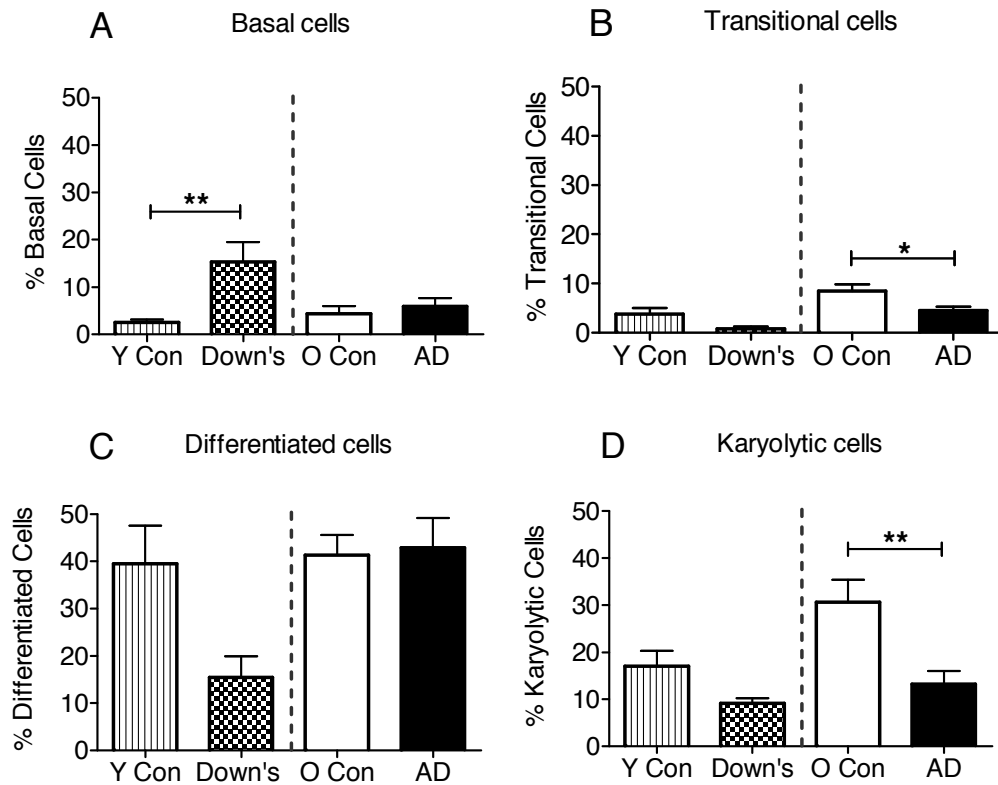 A Basal cells
% Basal Cells
50
40
30
20
10
0
**
Y Con Down's O Con AD
B Transitional cells
% Transitional Cells
50
40
30
20
10
0
*
Y Con Down's O Con AD
C Differentiated cells
% Differentiated Cells
50
40
30
20
10
0
Y Con Down's O Con AD
D Karyolytic cells
% Karyolytic Cells
50
40
30
20
10
0
**
Y Con Down's O Con AD